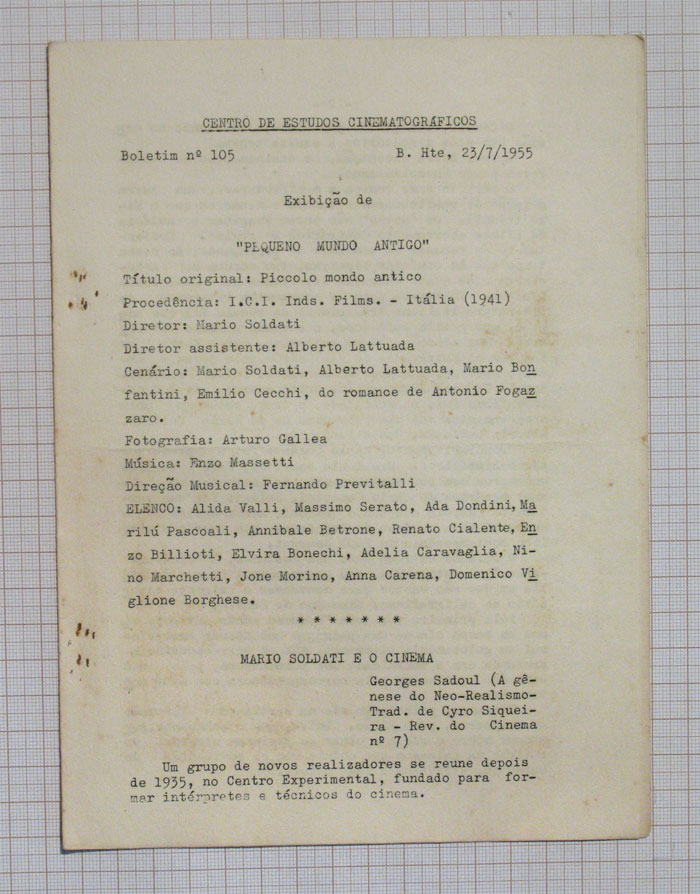 CENTRO DE ESTUDOS CINEMATOGRÁFICOS
Boletim nº 105 B. Hte, 23/7/1955
Exibição de
"PEQUENO MUNDO ANTIGO"
Título original: Piccolo mondo antico
Procedência: I.C.I. Inds. Films. - Itália (1941)
Diretor: Mario Soldati
Diretor assistente: Alberto Lattuada
Cenário: Mario Soldati, Alberto Lattuada, Mario Bon
fantini, Emilio Cecchi, do romance de Antonio Fogaz
zaro.
Fotografia: Arturo Gallea
Música: Enzo Massetti
Direção Musical: Fernando Previtalli
ELENCO: Alida Valli, Massimo Serato, Ada Dondini, Ma
rilú Pascoali, Annibale Betrone, Renato Cialente, En
zo Billioti, Elvira Bonechi, Adelia Caravaglia, Ni-
no Marchetti, Jone Morino, Anna Carena, Domenico Vi
glione Borghese.
* * * * * * *
MARIO SOLDATI E O CINEMA
Georges Sadoul (A gê-
nese do Neo-Realismo-
Trad. de Cyro Siquei-
ra - Rev. do Cinema
nº 7)
Um grupo de novos realizadores se reune depois
de 1935, no Centro Experimental, fundado para for-
mar intérpretes e técnicos do cinema.